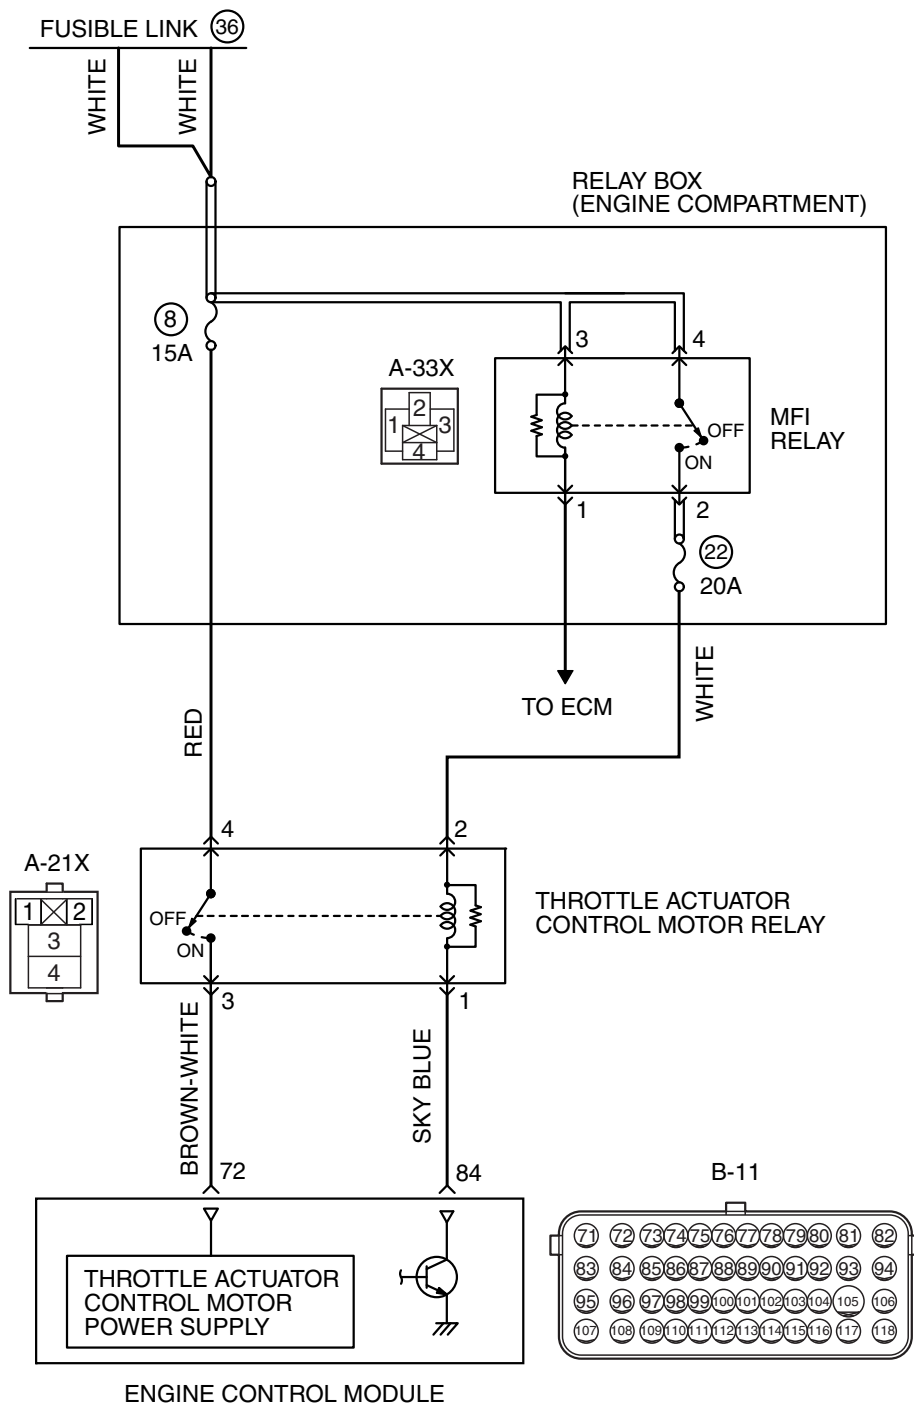 FUSIBLE LINK 36
WHITE
WHITE
RELAY BOX
(ENGINE COMPARTMENT)
8
15A
3
4
A-33X
2
1
3
4
MFI
RELAY
OFF
ON
1
2
22
20A
TO ECM
WHITE
RED
4
2
A-21X
1
2
3
4
OFF
ON
THROTTLE ACTUATOR
CONTROL MOTOR RELAY
3
1
BROWN-WHITE
SKY BLUE
72
84
B-11
THROTTLE ACTUATOR
CONTROL MOTOR
POWER SUPPLY
71 72 73 74 75 76 77 78 79 80 81 82
83 84 85 86 87 88 89 90 91 92 93 94
95 96 97 98 99 100 101 102 103 104 105 106
107 108 109 110 111 112 113 114 115 116 117 118
ENGINE CONTROL MODULE